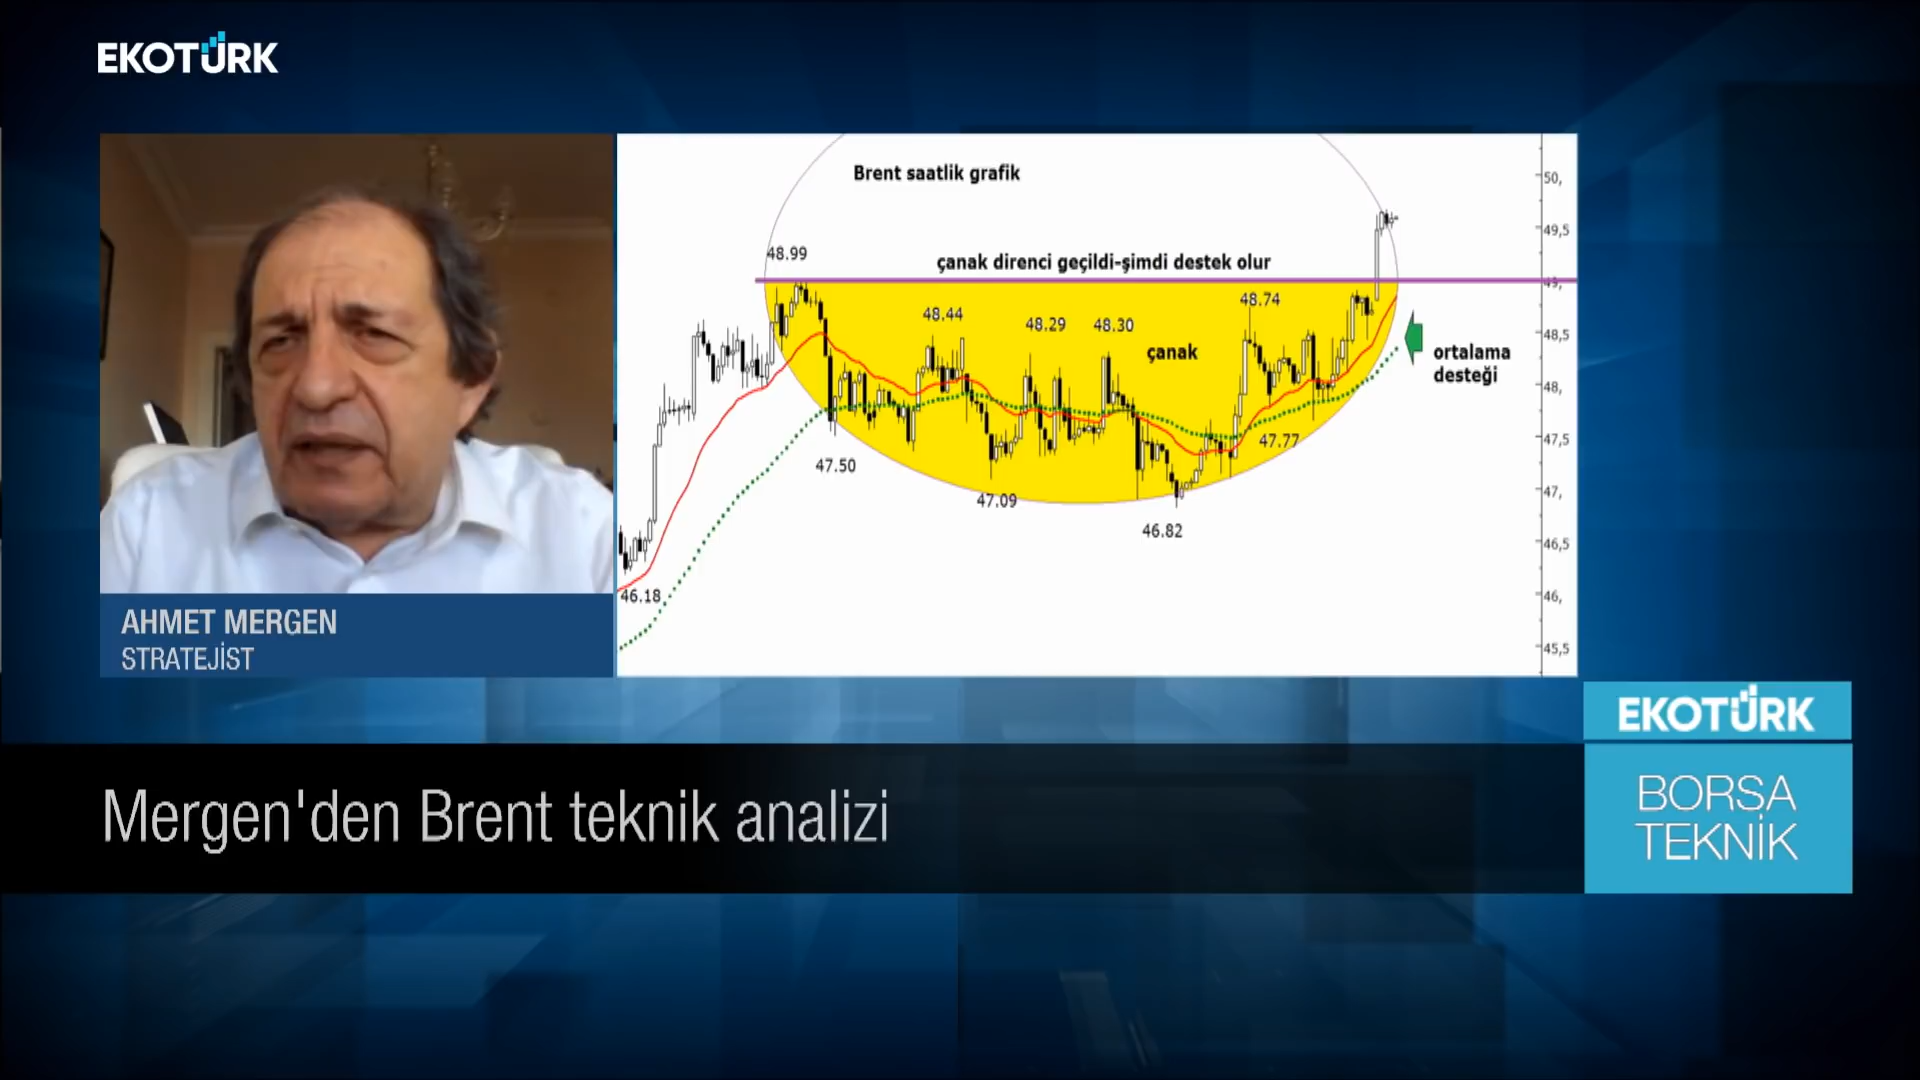 EKOTÜRK
Brent saatlik grafik
çanak direnci geçildi-şimdi destek olur
48.99
48.44
48.29
48.30
48.74
çanak
ortalama
desteği
47.50
47.09
46.82
47.77
46.18
50,
49,5
49,
48,5
48,
47,5
47,
46,5
46,
45,5
AHMET MERGEN
STRATEJİST
EKOTÜRK
BORSA
TEKNİK
Mergen'den Brent teknik analizi